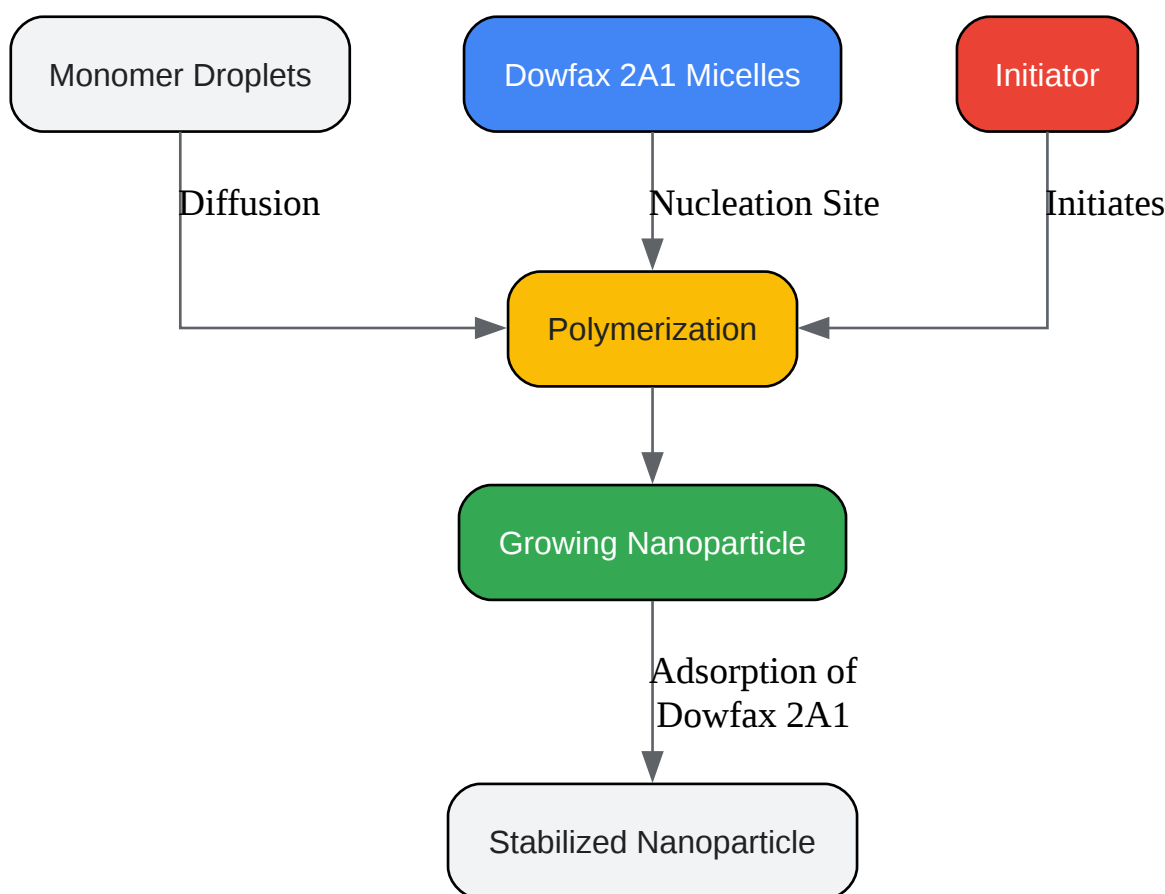 Monomer Droplets
Dowfax 2A1 Micelles
Initiator
Diffusion
Nucleation Site
Initiates
Polymerization
Growing Nanoparticle
Adsorption of
Dowfax 2A1
Stabilized Nanoparticle